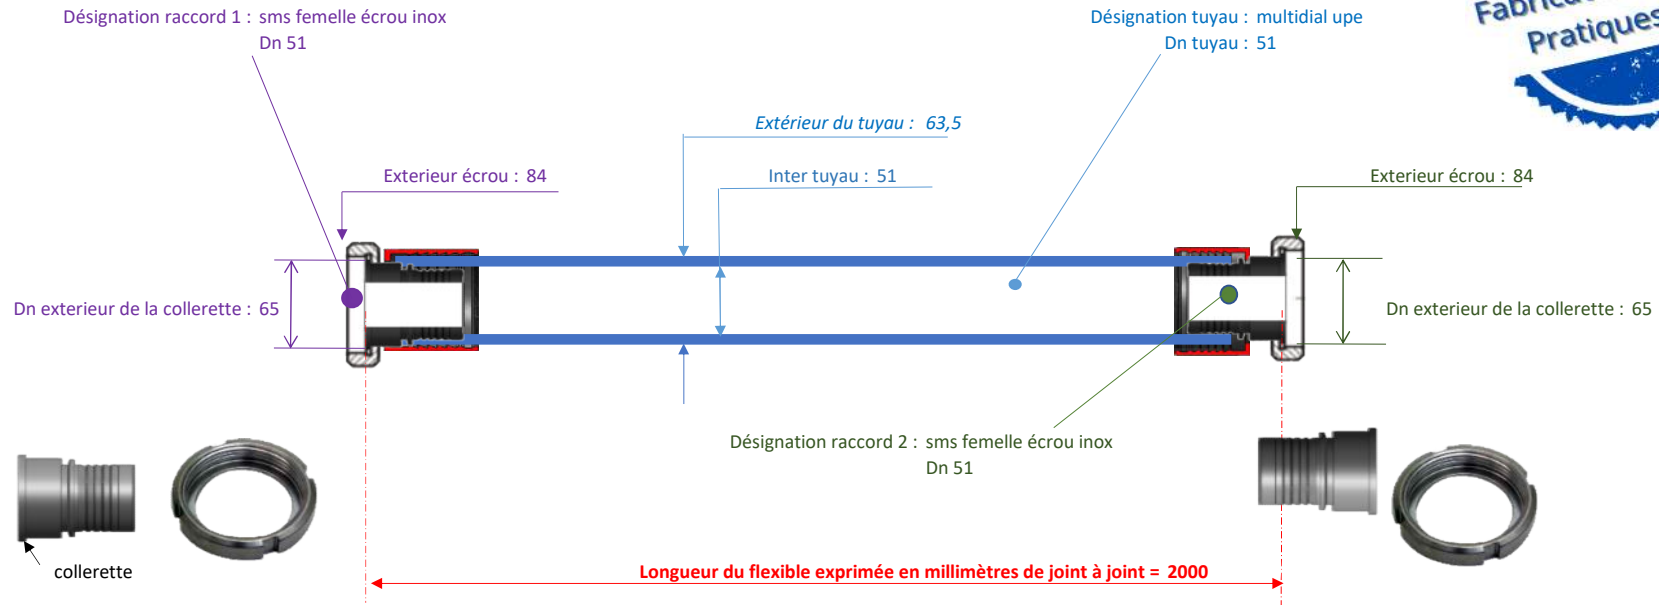 Désignation raccord 1 : sms femelle écrou inox
Dn 51
Désignation tuyau : multidial upe
Dn tuyau : 51
Pratiques
Extérieur du tuyau : 63,5
Exterieur écrou : 84
Inter tuyau : 51
Exterieur écrou : 84
Dn exterieur de la collerette : 65
Dn exterieur de la collerette : 65
Désignation raccord 2 : sms femelle écrou inox
Dn 51
collerette
Longueur du flexible exprimée en millimètres de joint à joint = 2000